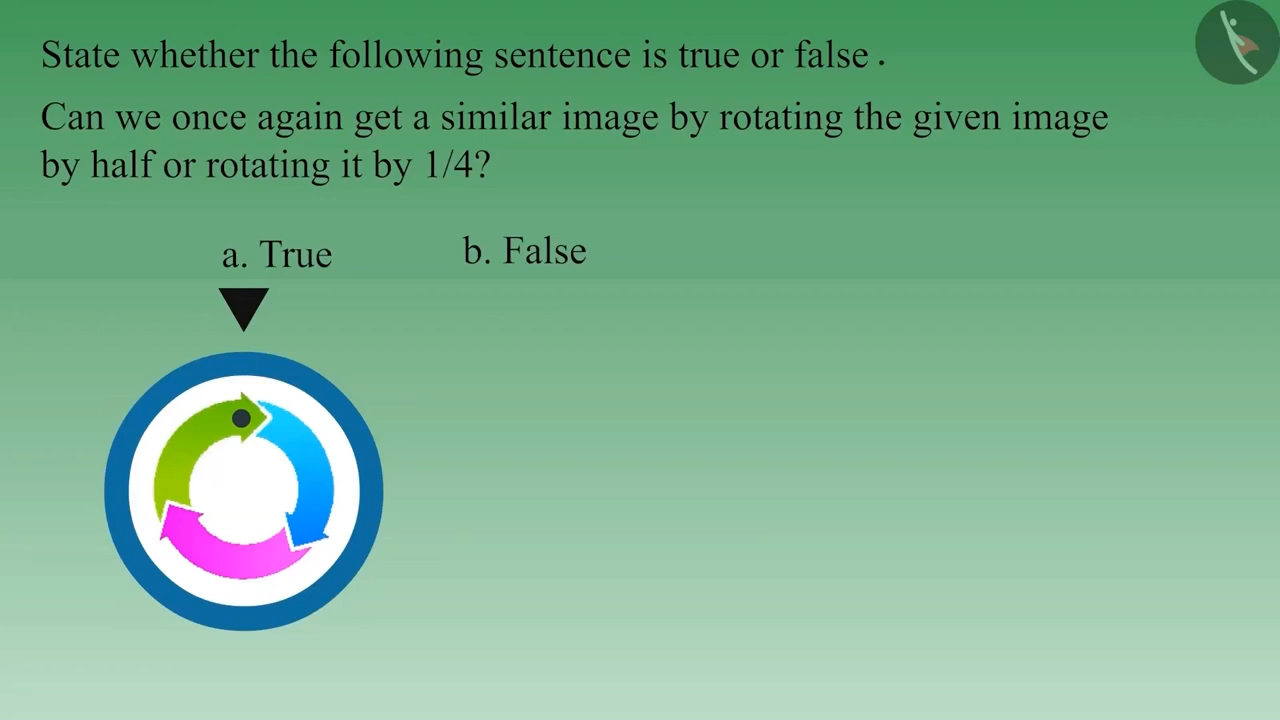 State whether the following sentence is true or false .
Can we once again get a similar image by rotating the given image
by half or rotating it by 1/4?
a. True b. False